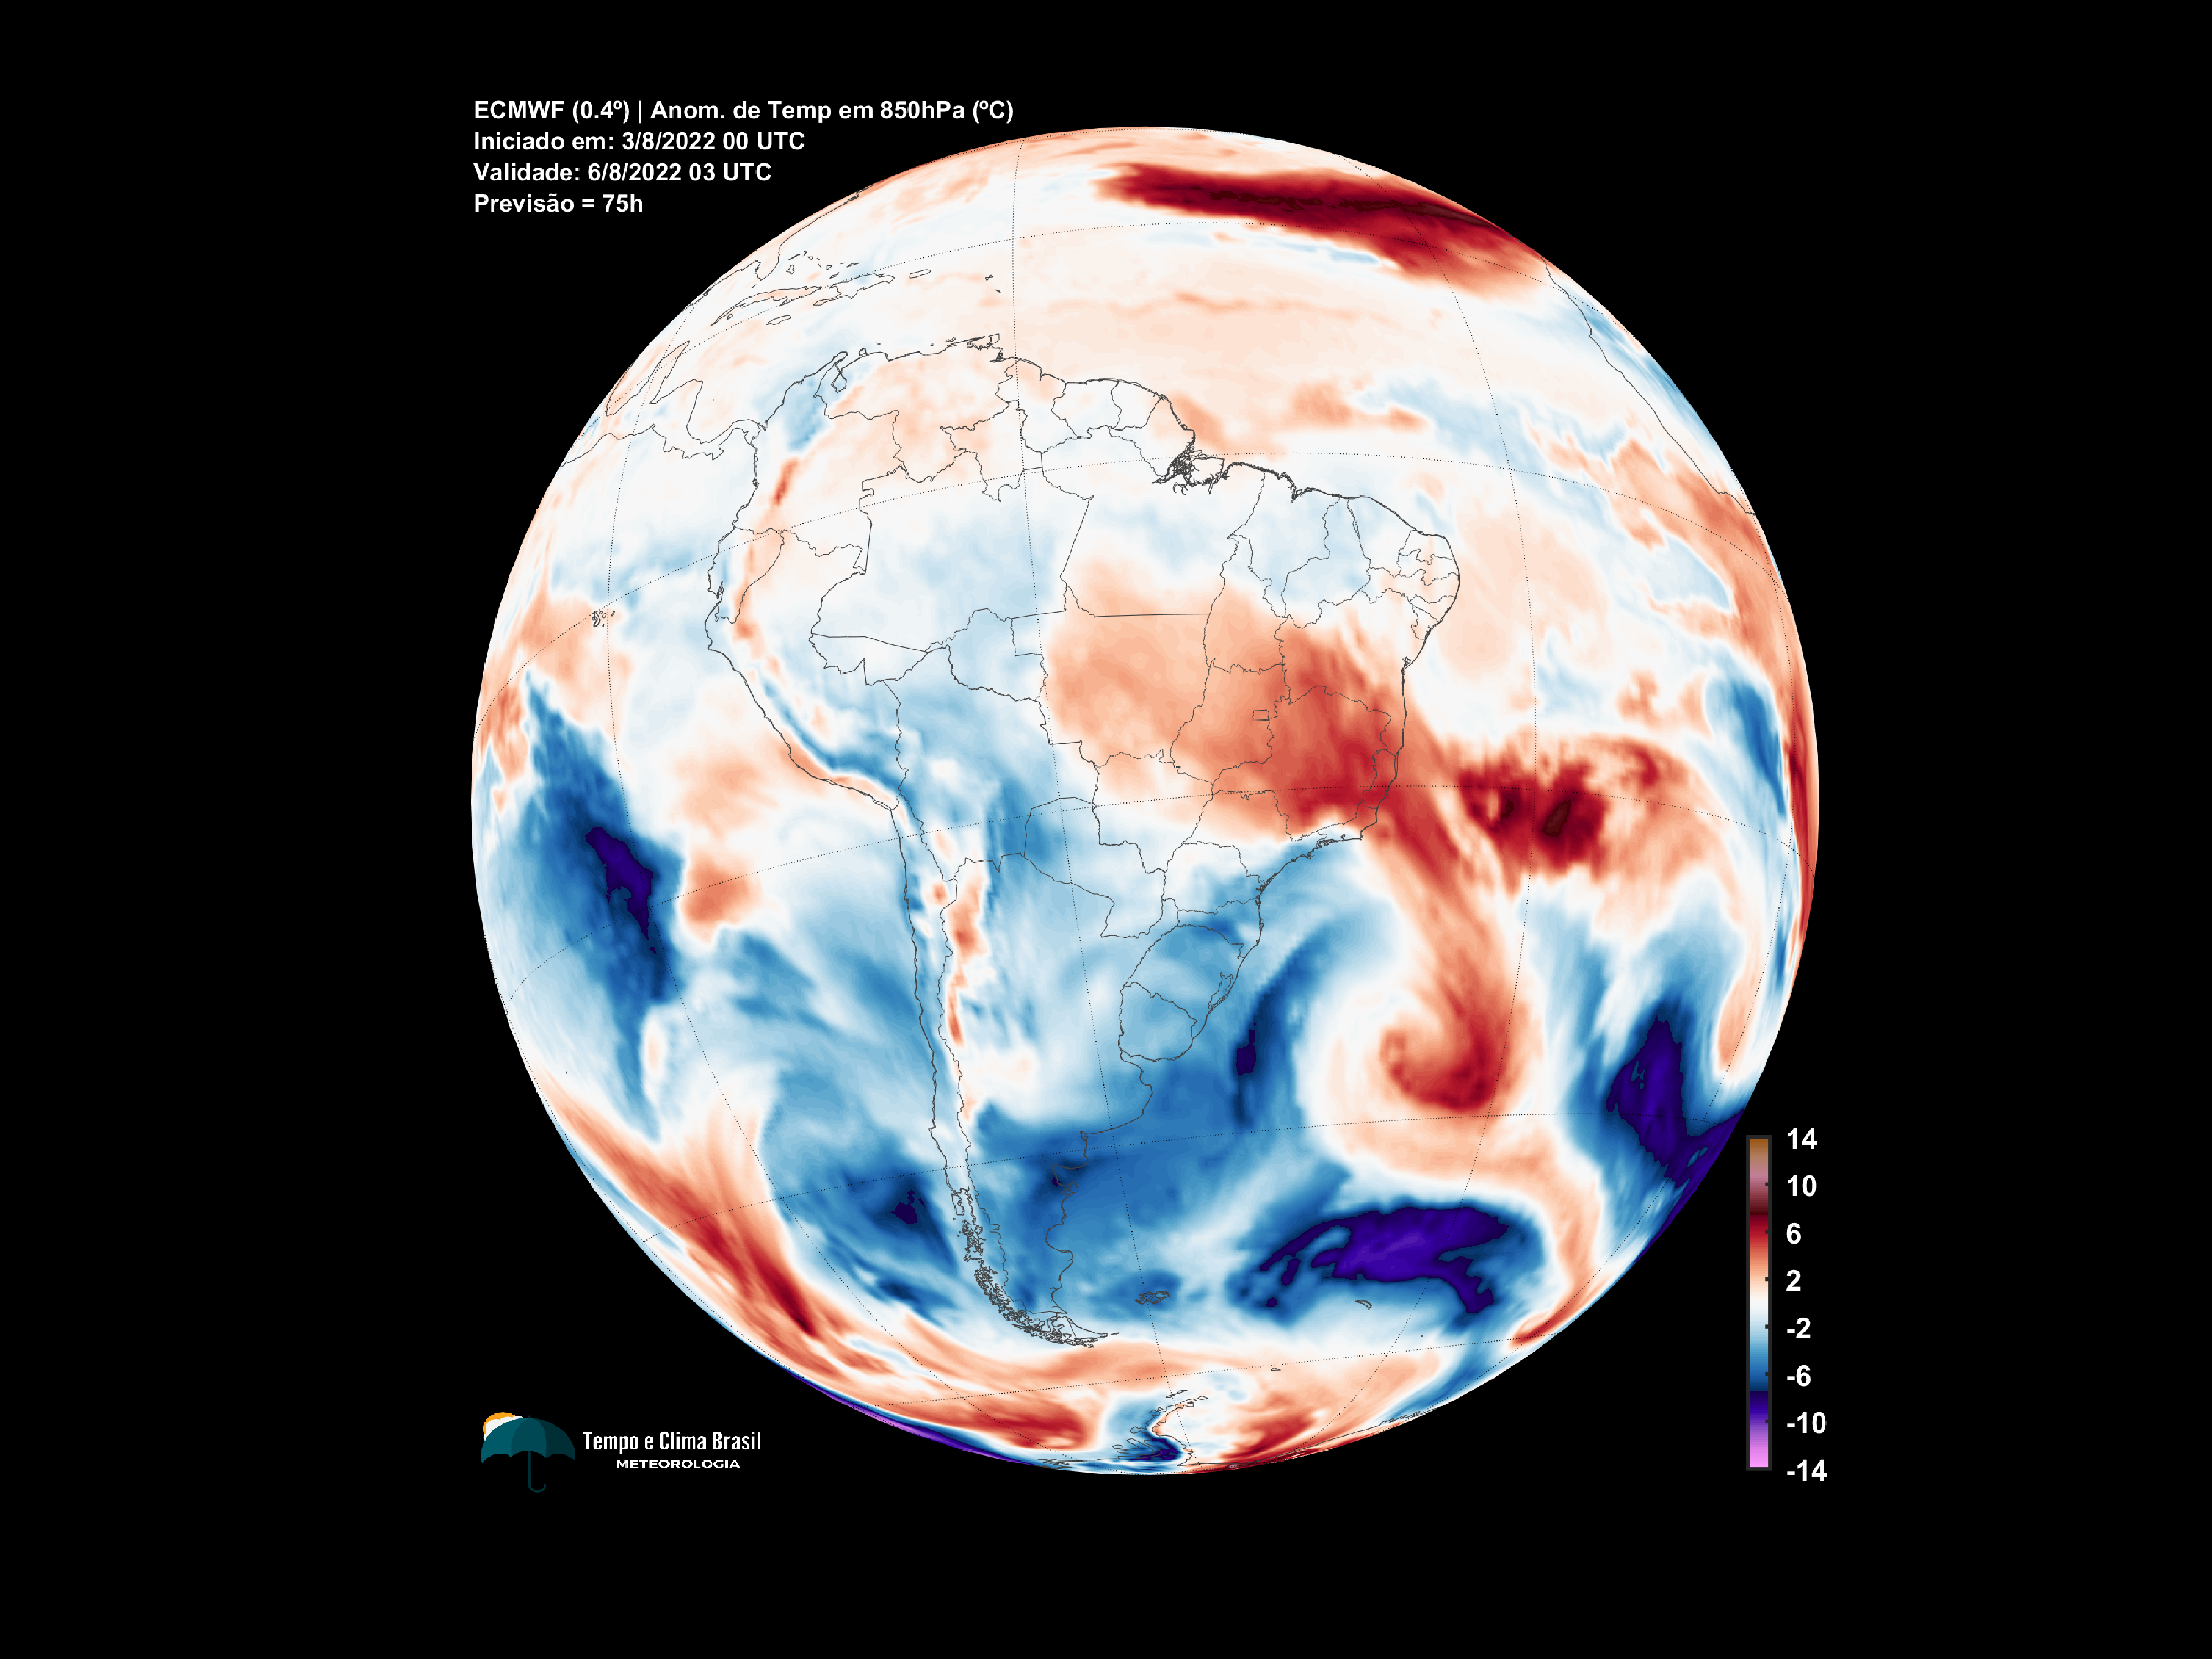 ECMWF (0.4º) | Anom. de Temp em 850hPa (ºC)
Iniciado em: 3/8/2022 00 UTC
Validade: 6/8/2022 03 UTC
Previsão = 75h
14
10
6
2
-2
-6
-10
-14
Tempo e Clima Brasil
METEOROLOGIA